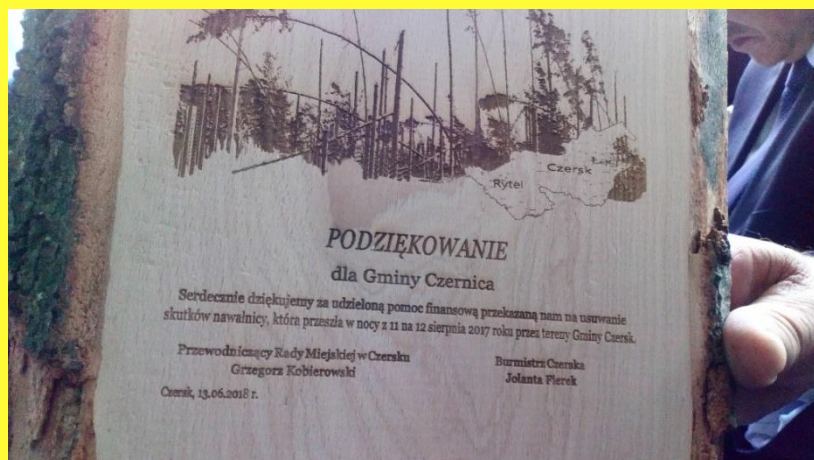 Rytel
Czersk
PODZIĘKOWANIE
dla Gminy Czernica
Serdecznie dziękujemy za udzieloną pomoc finansową przekazaną nam na usuwanie
skutków nawałnicy, która przeszła w nocy z 11 na 12 sierpnia 2017 roku przez tereny Gminy Czersk.
Przewodniczący Rady Miejskiej w Czersku
Grzegorz Kobierowski
Burmistrz Czerska
Jolanta Fierek
Czersk, 13.06.2018 r.